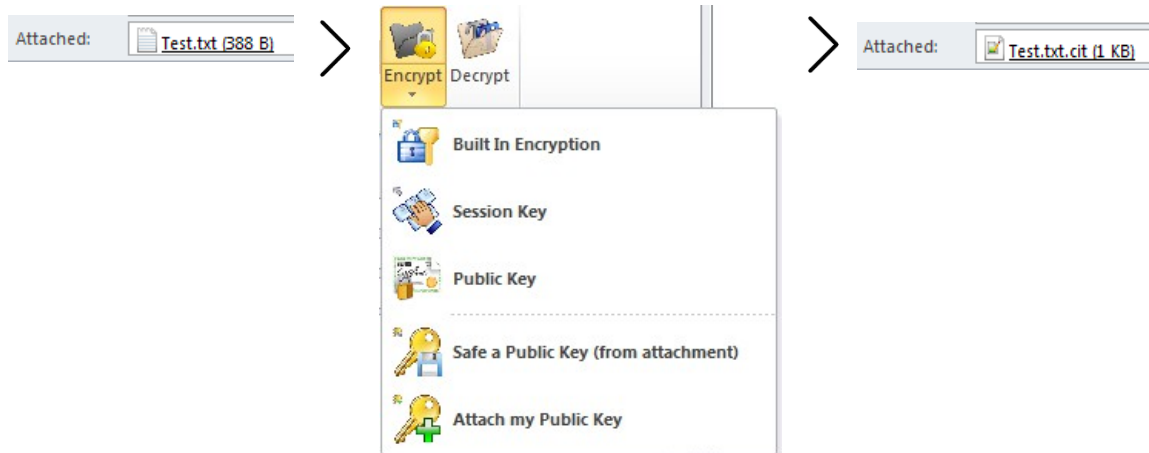 Attached:
Test.txt (388 B)
Encrypt
Decrypt
Built In Encryption
Session Key
Public Key
Safe a Public Key (from attachment)
Attach my Public Key
Attached:
Test.txt.cit (1 KB)